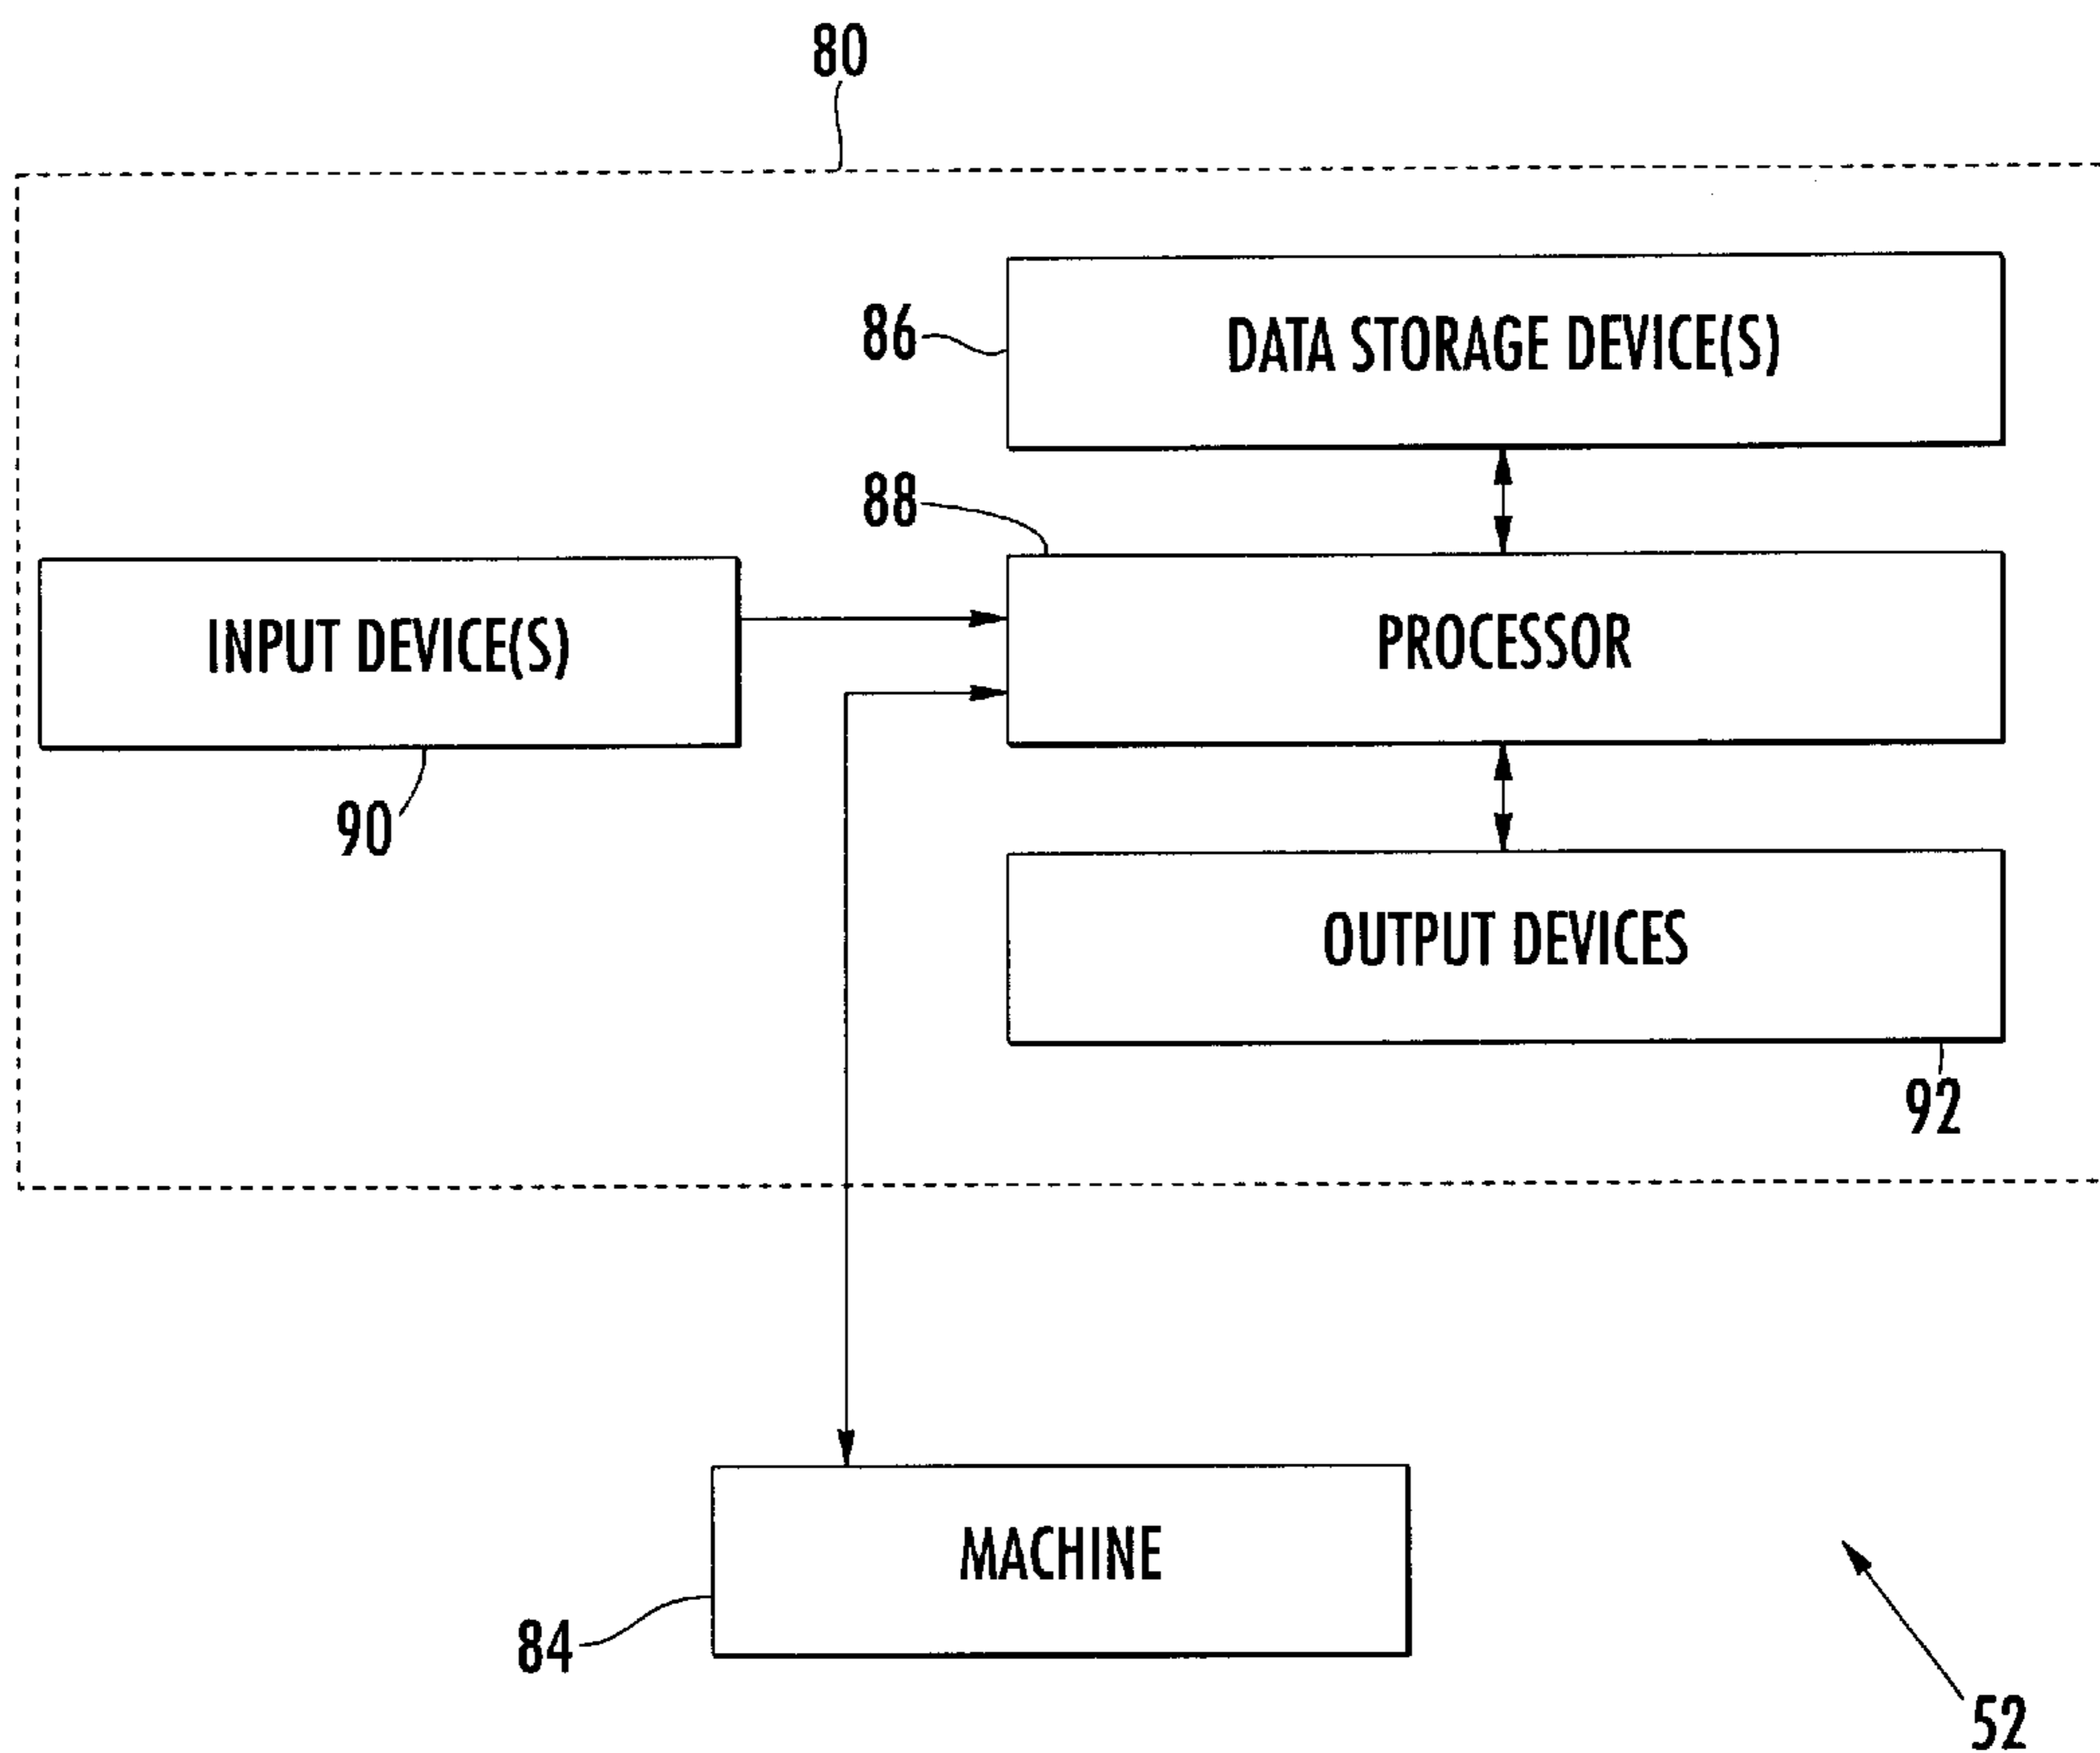 80
86
DATA STORAGE DEVICE(S)
88
INPUT DEVICE(S)
PROCESSOR
90
OUTPUT DEVICES
92
MACHINE
84
52